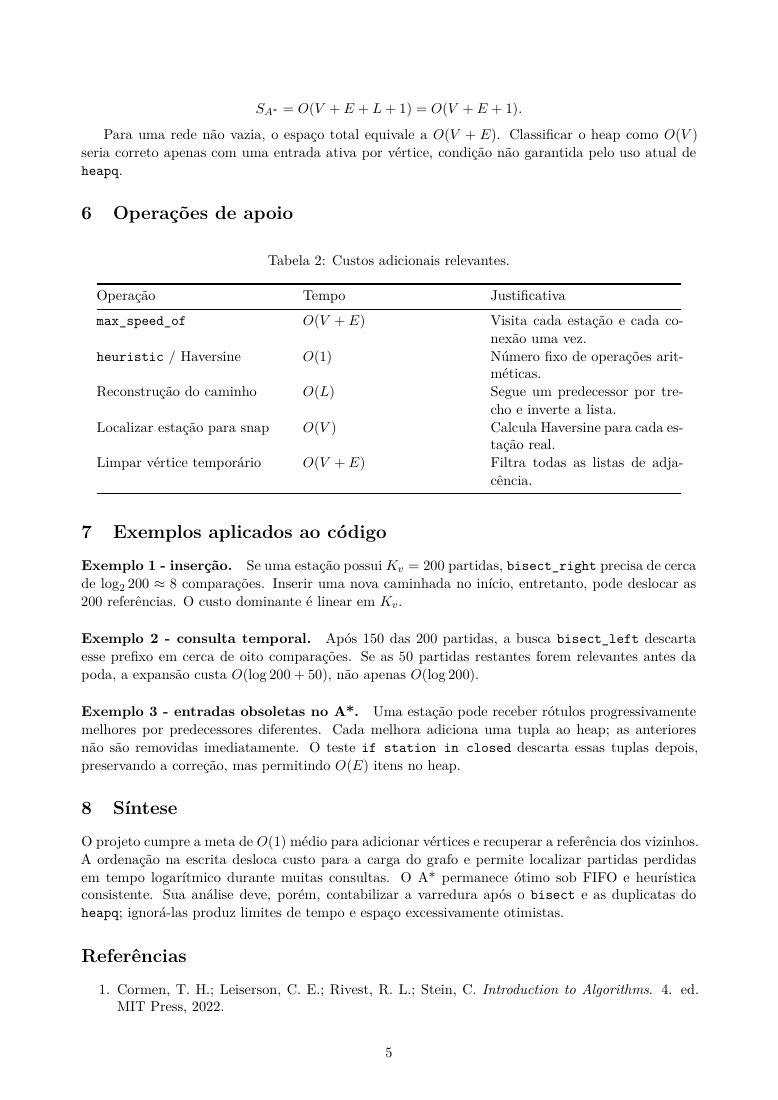 S_{A*} = O(V + E + L + 1) = O(V + E + 1).
Para uma rede não vazia, o espaço total equivale a O(V + E). Classificar o heap como O(V)
seria correto apenas com uma entrada ativa por vértice, condição não garantida pelo uso atual de
heapq.
6 Operações de apoio
Tabela 2: Custos adicionais relevantes.
Operação Tempo Justificativa
max_speed_of O(V + E) Visita cada estação e cada co-
nexão uma vez.
heuristic / Haversine O(1) Número fixo de operações arit-
méticas.
Reconstrução do caminho O(L) Segue um predecessor por tre-
cho e inverte a lista.
Localizar estação para snap O(V) Calcula Haversine para cada es-
tação real.
Limpar vértice temporário O(V + E) Filtra todas as listas de adja-
cência.
7 Exemplos aplicados ao código
Exemplo 1 - inserção. Se uma estação possui K_v = 200 partidas, bisect_right precisa de cerca
de log_2 200 ≈ 8 comparações. Inserir uma nova caminhada no início, entretanto, pode deslocar as
200 referências. O custo dominante é linear em K_v.
Exemplo 2 - consulta temporal. Após 150 das 200 partidas, a busca bisect_left descarta
esse prefixo em cerca de oito comparações. Se as 50 partidas restantes forem relevantes antes da
poda, a expansão custa O(log 200 + 50), não apenas O(log 200).
Exemplo 3 - entradas obsoletas no A*. Uma estação pode receber rótulos progressivamente
melhores por predecessores diferentes. Cada melhora adiciona uma tupla ao heap; as anteriores
não são removidas imediatamente. O teste if station in closed descarta essas tuplas depois,
preservando a correção, mas permitindo O(E) itens no heap.
8 Síntese
O projeto cumpre a meta de O(1) médio para adicionar vértices e recuperar a referência dos vizinhos.
A ordenação na escrita desloca custo para a carga do grafo e permite localizar partidas perdidas
em tempo logarítmico durante muitas consultas. O A* permanece ótimo sob FIFO e heurística
consistente. Sua análise deve, porém, contabilizar a varredura após o bisect e as duplicatas do
heapq; ignorá-las produz limites de tempo e espaço excessivamente otimistas.
Referências
1. Cormen, T. H.; Leiserson, C. E.; Rivest, R. L.; Stein, C. Introduction to Algorithms. 4. ed.
MIT Press, 2022.
5